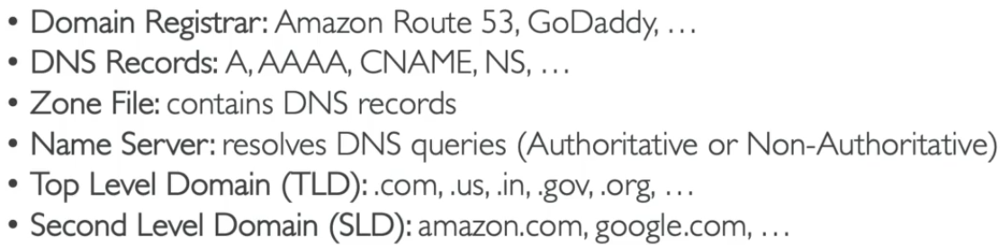 • Domain Registrar: Amazon Route 53, GoDaddy, …
• DNS Records: A, AAAA, CNAME, NS, …
• Zone File: contains DNS records
• Name Server: resolves DNS queries (Authoritative or Non-Authoritative)
• Top Level Domain (TLD): .com, .us, .in, .gov, .org, …
• Second Level Domain (SLD): amazon.com, google.com, …